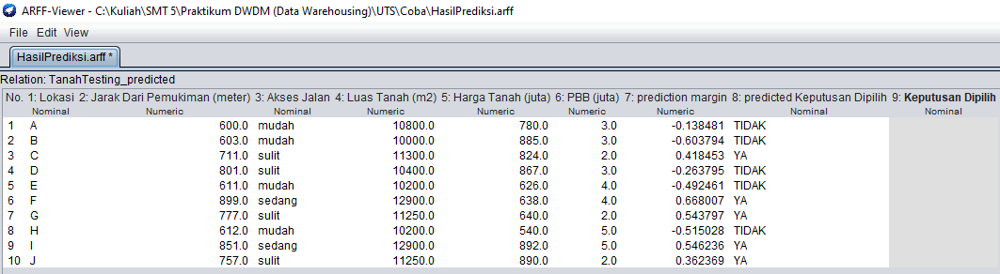 ARFF-Viewer - C:\Kuliah\SMT 5\Praktikum DWDM (Data Warehousing)\UTS\Coba\HasilPrediksi.arff
File Edit View
HasilPrediksi.arff *
Relation: TanahTesting_predicted
No. 1: Lokasi 2: Jarak Dari Pemukiman (meter) 3: Akses Jalan 4: Luas Tanah (m2) 5: Harga Tanah (juta) 6: PBB (juta) 7: prediction margin 8: predicted Keputusan Dipilih 9: Keputusan Dipilih
Nominal Numeric Nominal Numeric Numeric Numeric Numeric Nominal Nominal
1 A 600.0 mudah 10800.0 780.0 3.0 -0.138481 TIDAK
2 B 603.0 mudah 10000.0 885.0 3.0 -0.603794 TIDAK
3 C 711.0 sulit 11300.0 824.0 2.0 0.418453 YA
4 D 801.0 sulit 10400.0 867.0 3.0 -0.263795 TIDAK
5 E 611.0 mudah 10200.0 626.0 4.0 -0.492461 TIDAK
6 F 899.0 sedang 12900.0 638.0 4.0 0.668007 YA
7 G 777.0 sulit 11250.0 640.0 2.0 0.543797 YA
8 H 612.0 mudah 10200.0 540.0 5.0 -0.515028 TIDAK
9 I 851.0 sedang 12900.0 892.0 5.0 0.546236 YA
10 J 757.0 sulit 11250.0 890.0 2.0 0.362369 YA